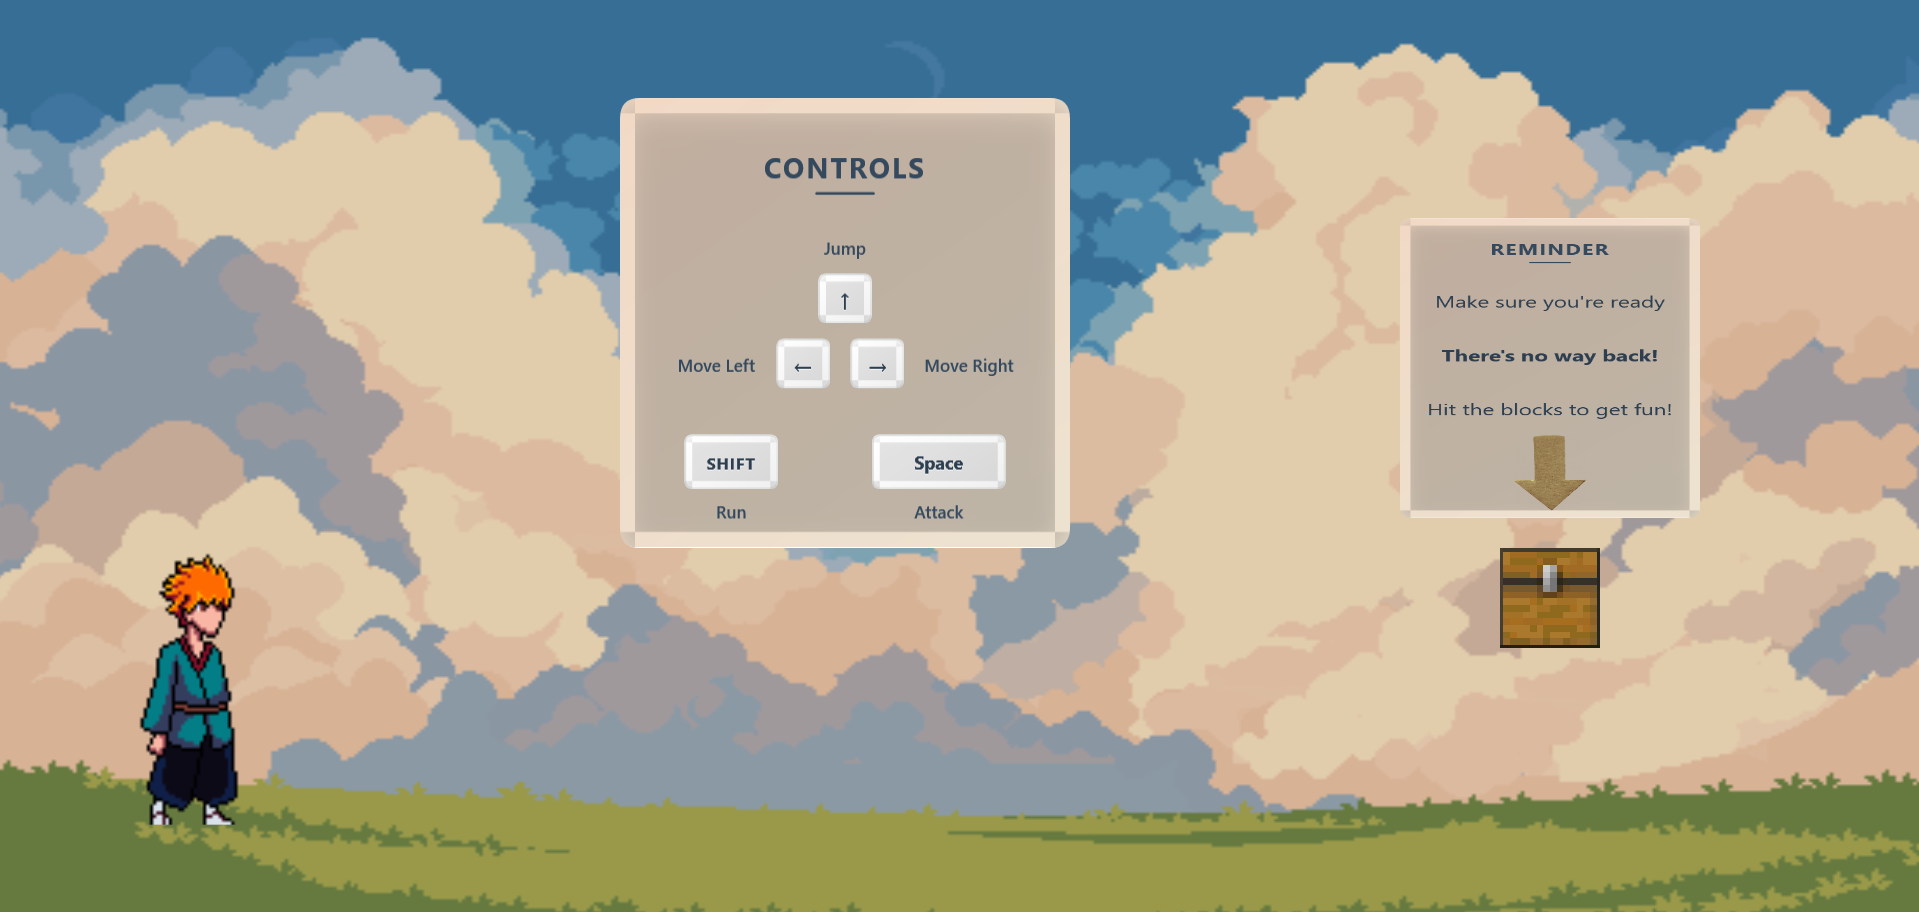 CONTROLS
Jump
↑
Move Left ← → Move Right
SHIFT Space
Run Attack
REMINDER
Make sure you're ready
There's no way back!
Hit the blocks to get fun!